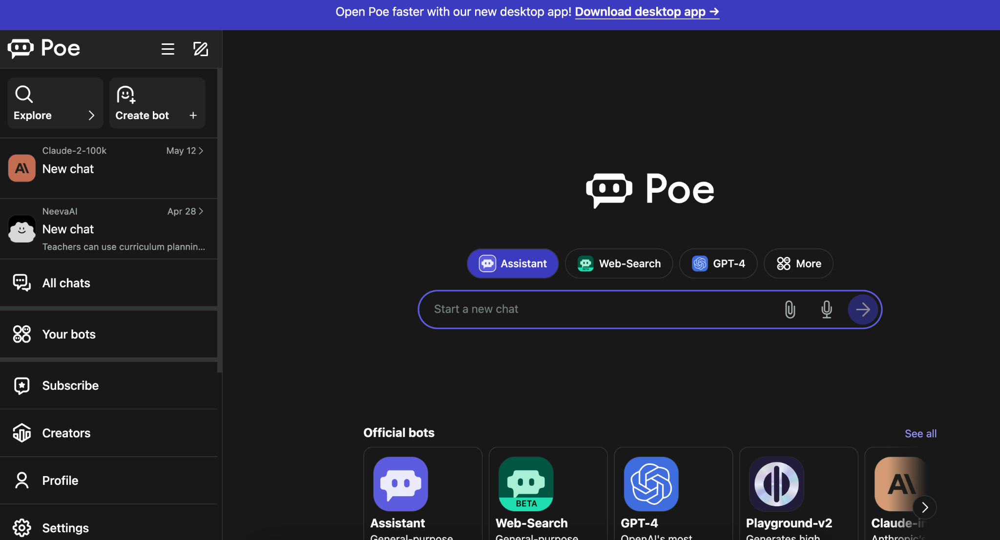 Open Poe faster with our new desktop app! Download desktop app →
Poe
Explore
Create bot +
Claude-2-100k May 12
New chat
NeevaAI Apr 28
New chat
Teachers can use curriculum plannin...
All chats
Your bots
Subscribe
Creators
Profile
Settings
Poe
Assistant Web-Search GPT-4 More
Start a new chat
Official bots See all
BETA
Assistant Web-Search GPT-4 Playground-v2 Claude-in
General-purpose General-purpose OpenAI's most Generates high Anthropic's